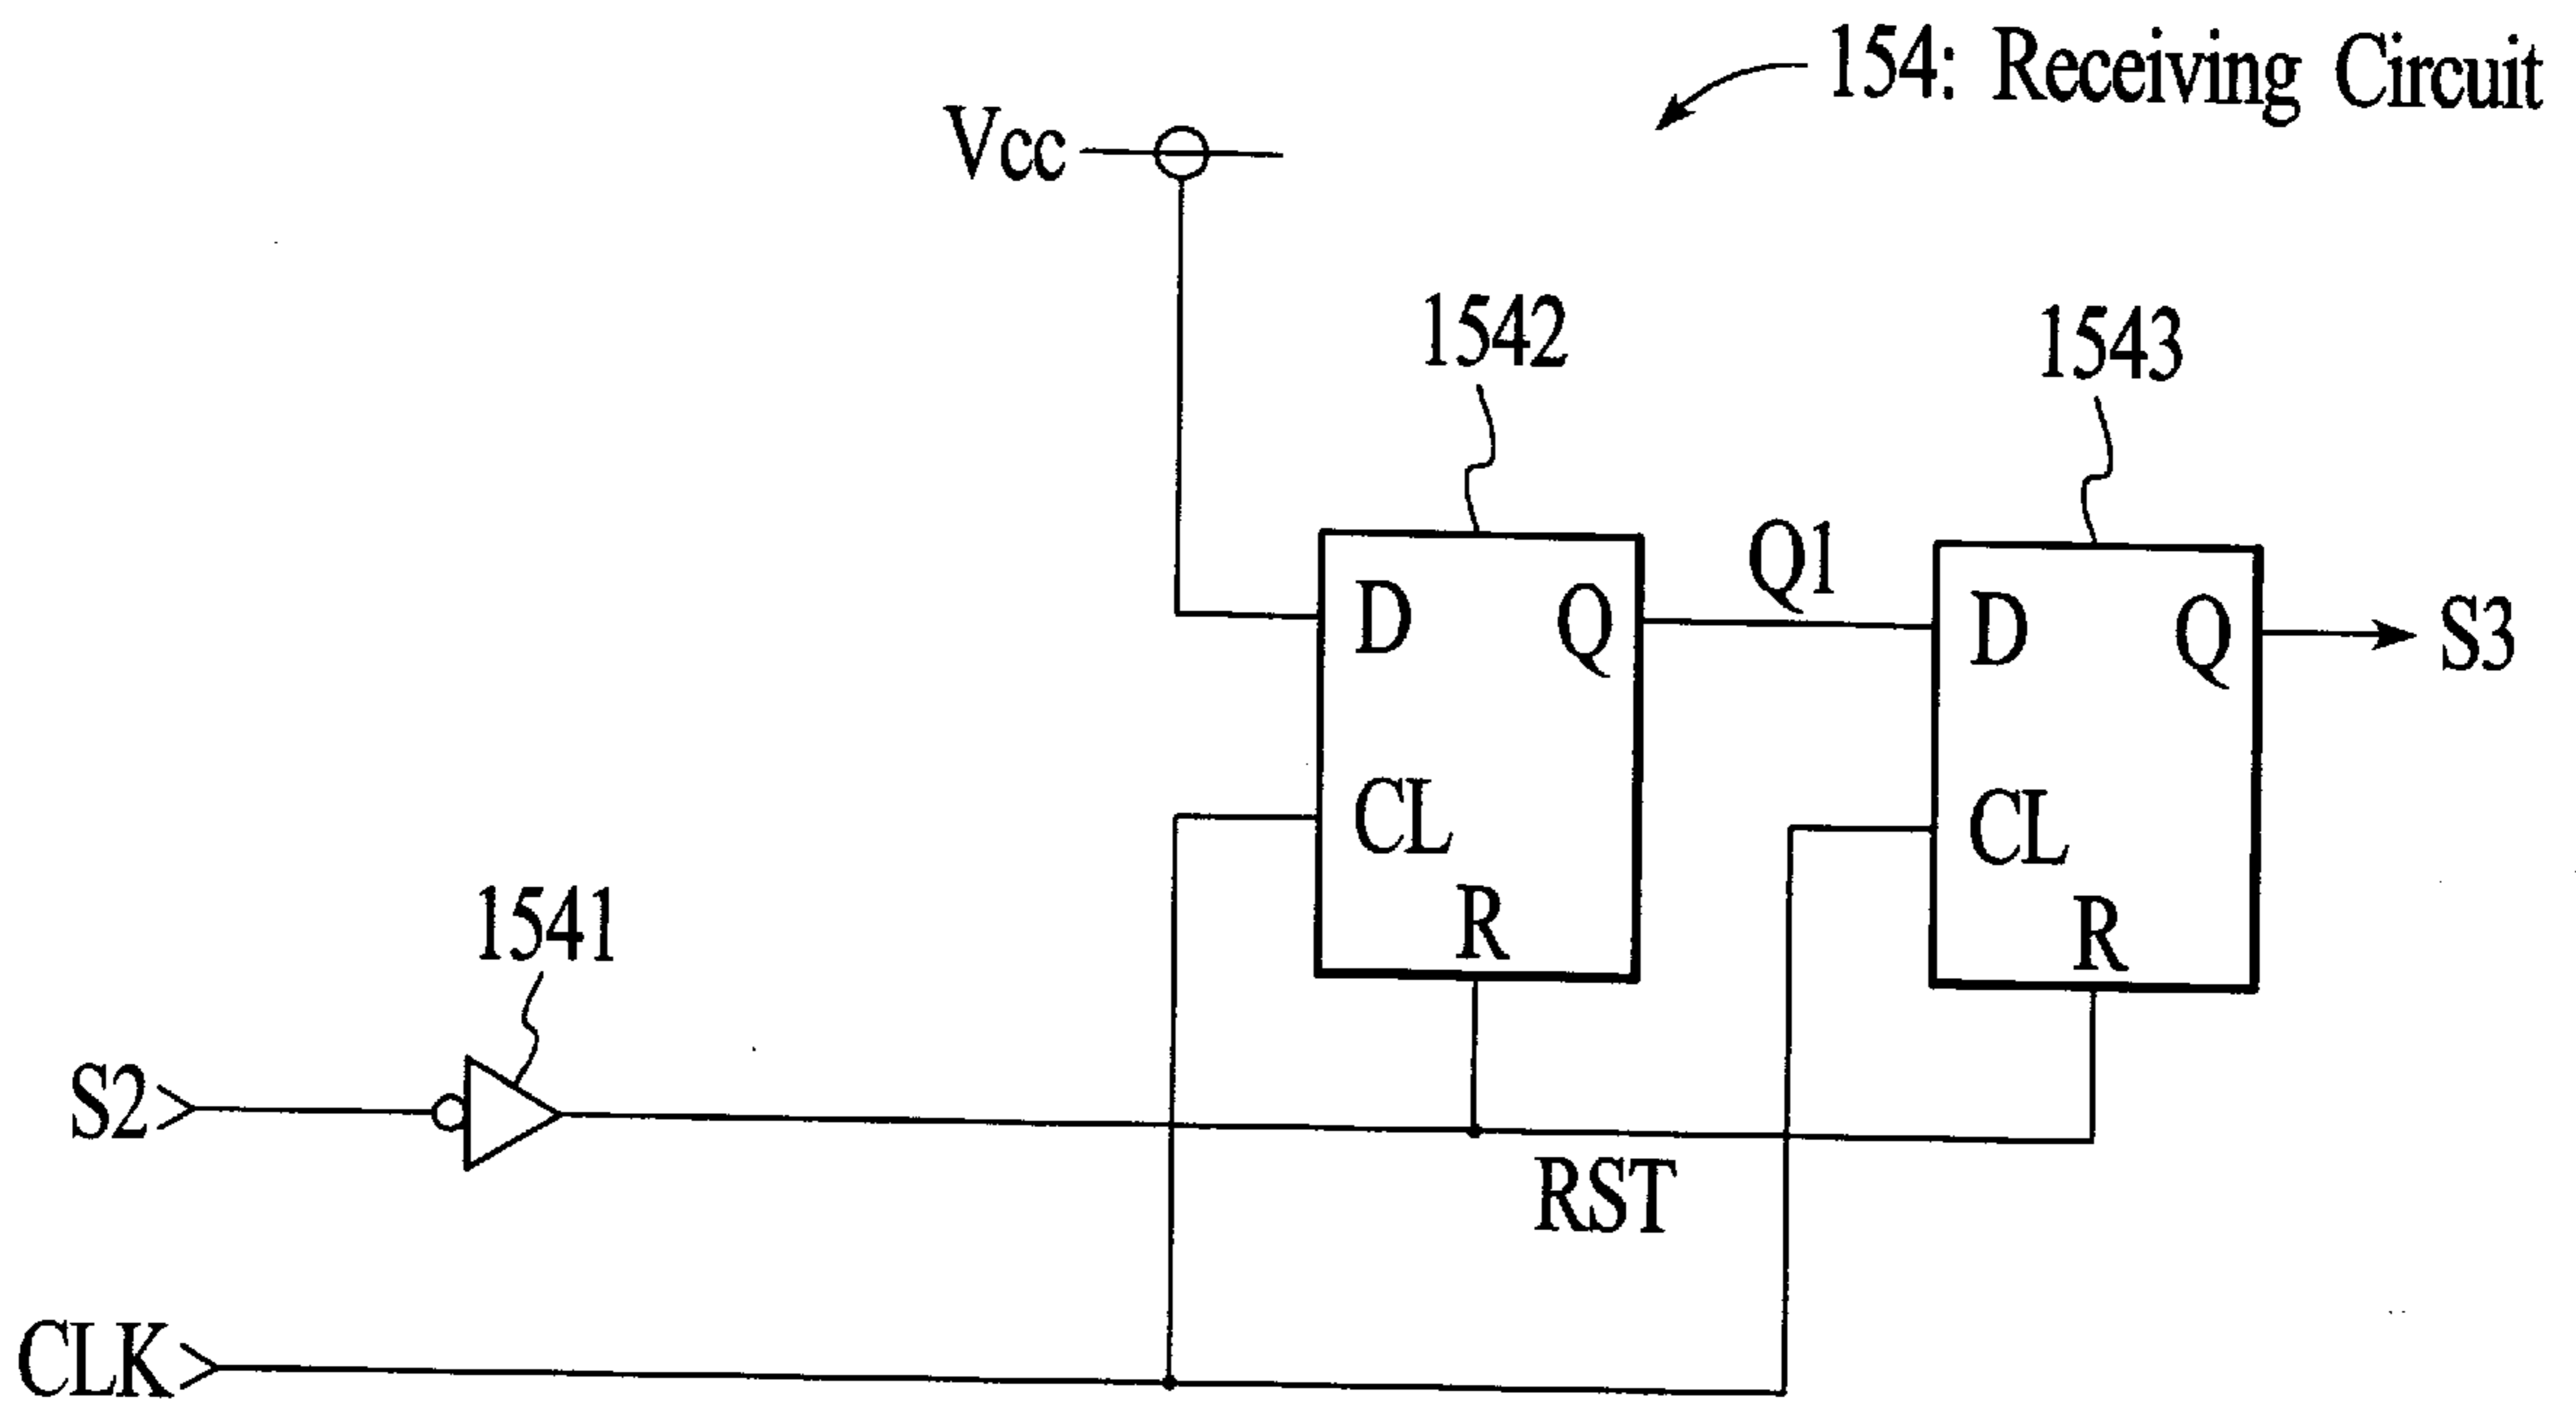 154: Receiving Circuit
Vcc
1542
1543
Q1
D
Q
D
Q
S3
CL
CL
R
R
1541
S2
RST
CLK